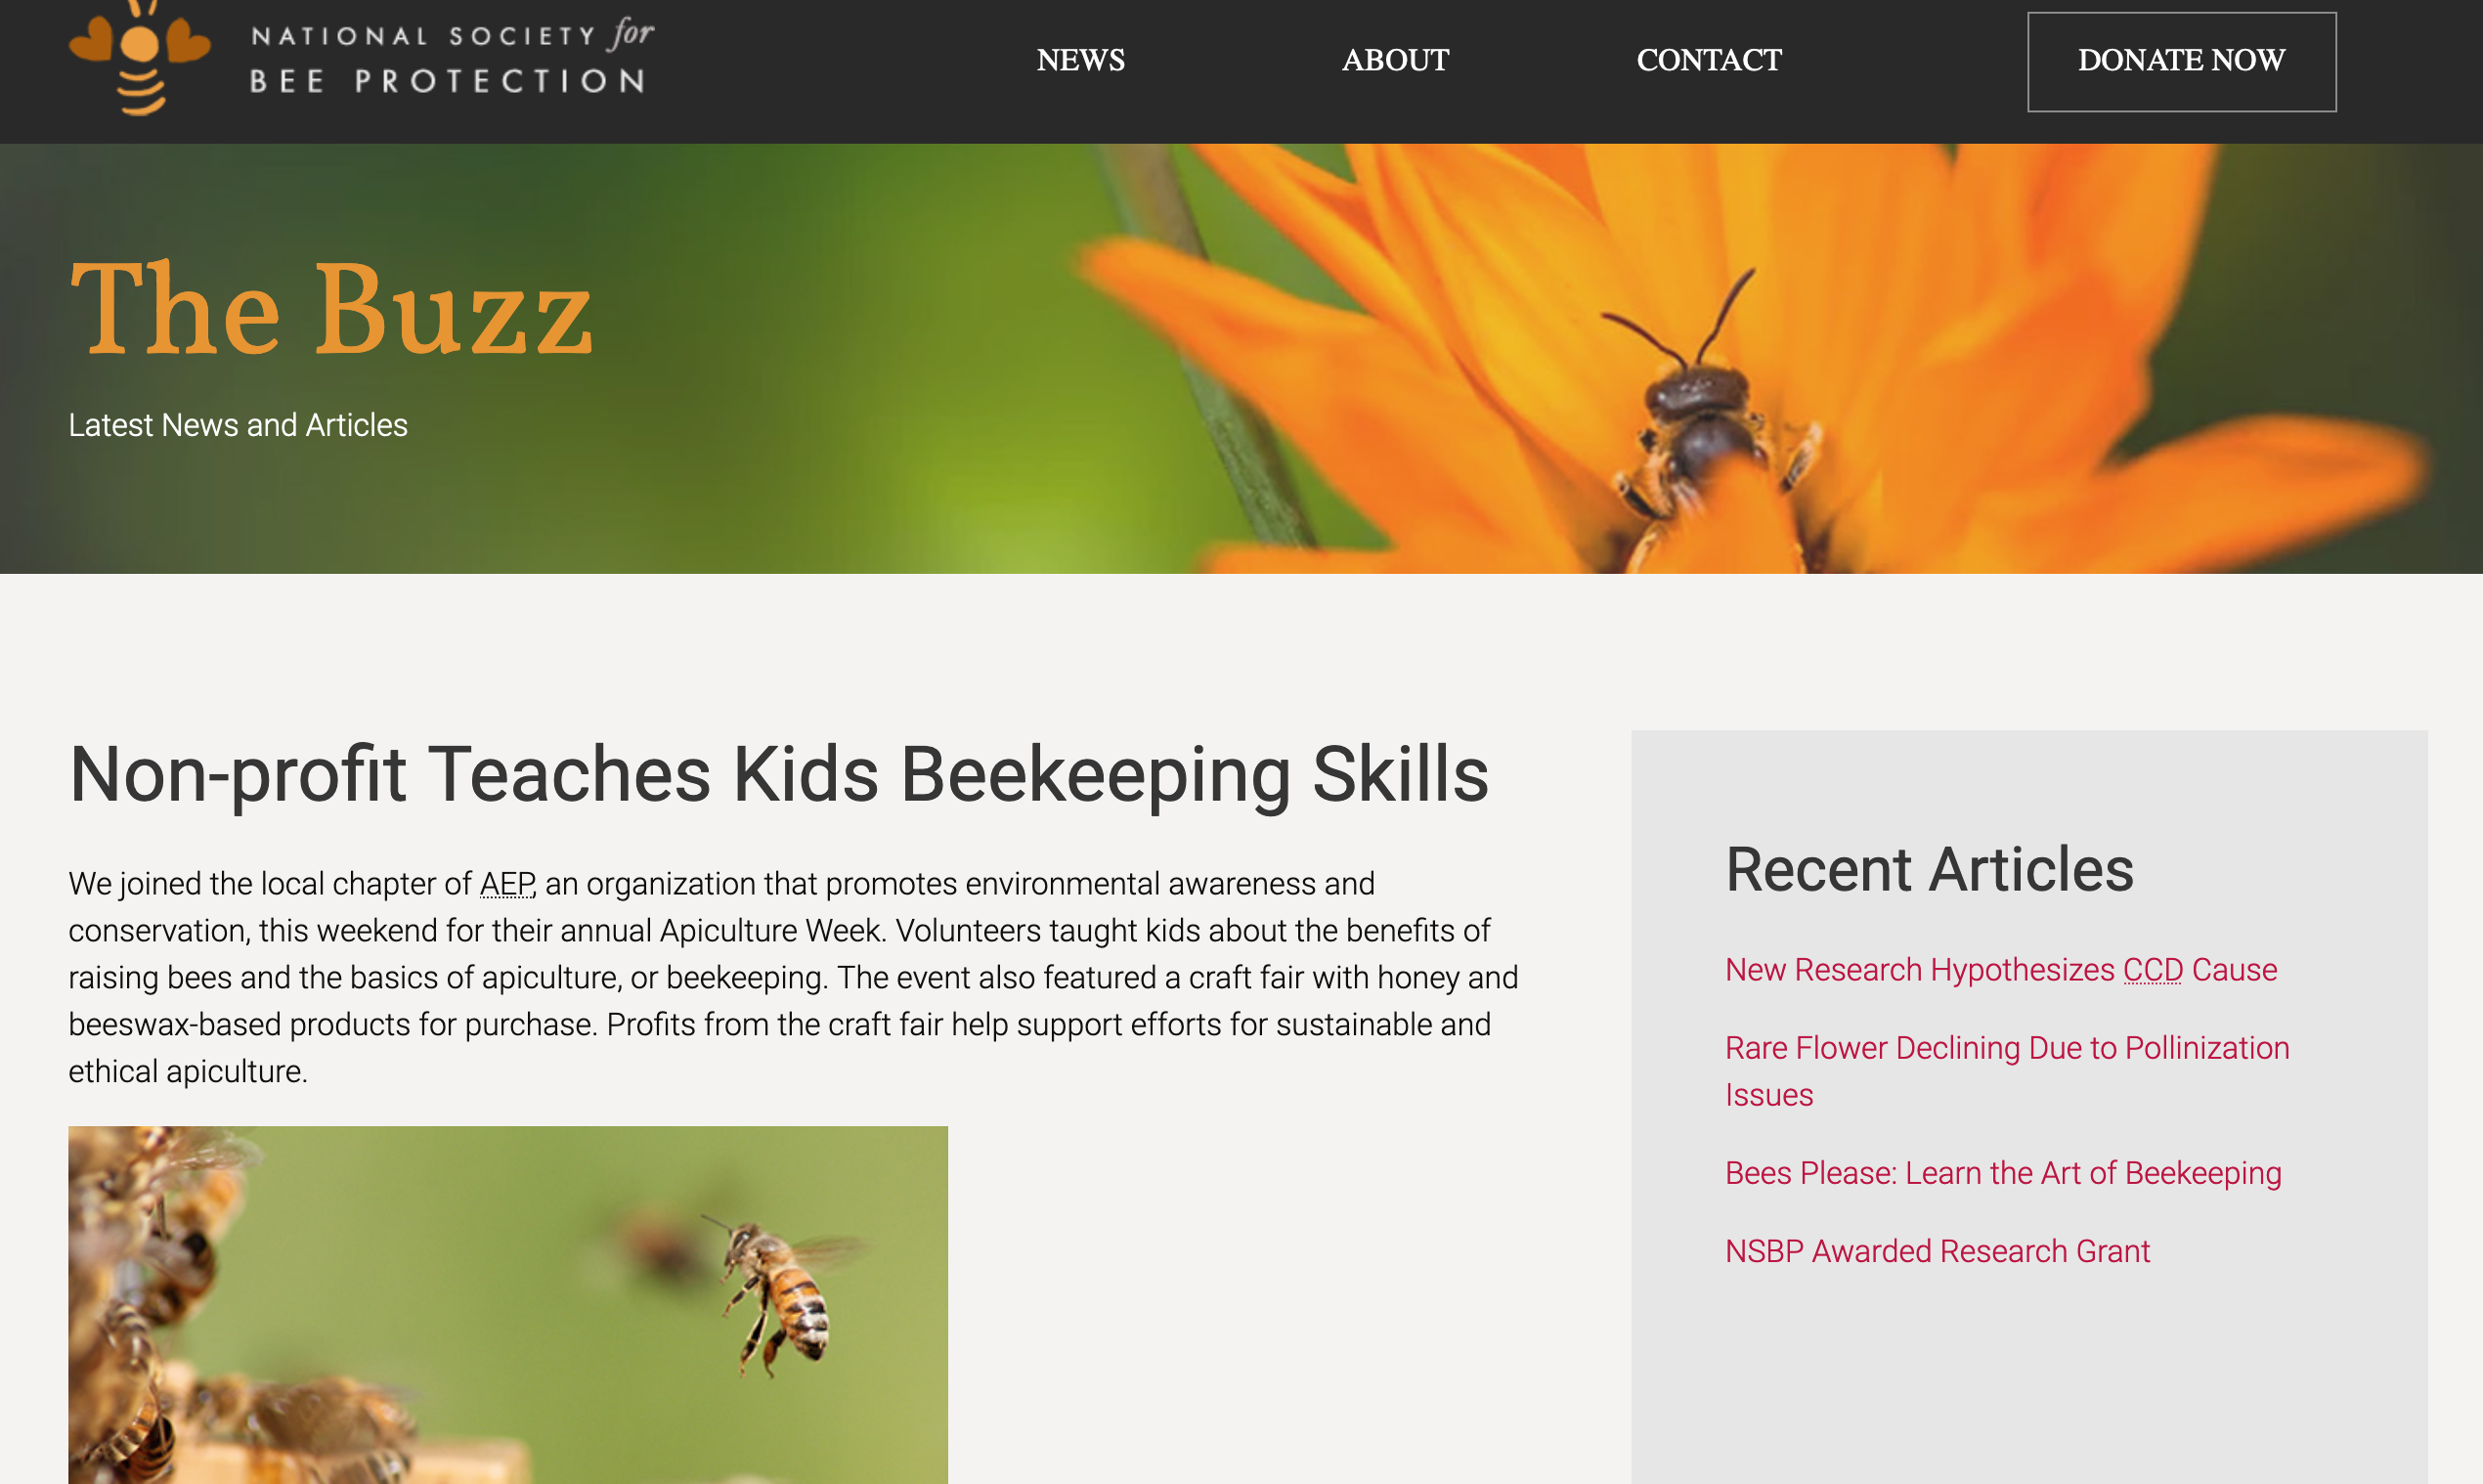 NATIONAL SOCIETY for
BEE PROTECTION
NEWS
ABOUT
CONTACT
DONATE NOW
The Buzz
Latest News and Articles
Non-profit Teaches Kids Beekeeping Skills
We joined the local chapter of AEP, an organization that promotes environmental awareness and
conservation, this weekend for their annual Apiculture Week. Volunteers taught kids about the benefits of
raising bees and the basics of apiculture, or beekeeping. The event also featured a craft fair with honey and
beeswax-based products for purchase. Profits from the craft fair help support efforts for sustainable and
ethical apiculture.
Recent Articles
New Research Hypothesizes CCD Cause
Rare Flower Declining Due to Pollinization
Issues
Bees Please: Learn the Art of Beekeeping
NSBP Awarded Research Grant